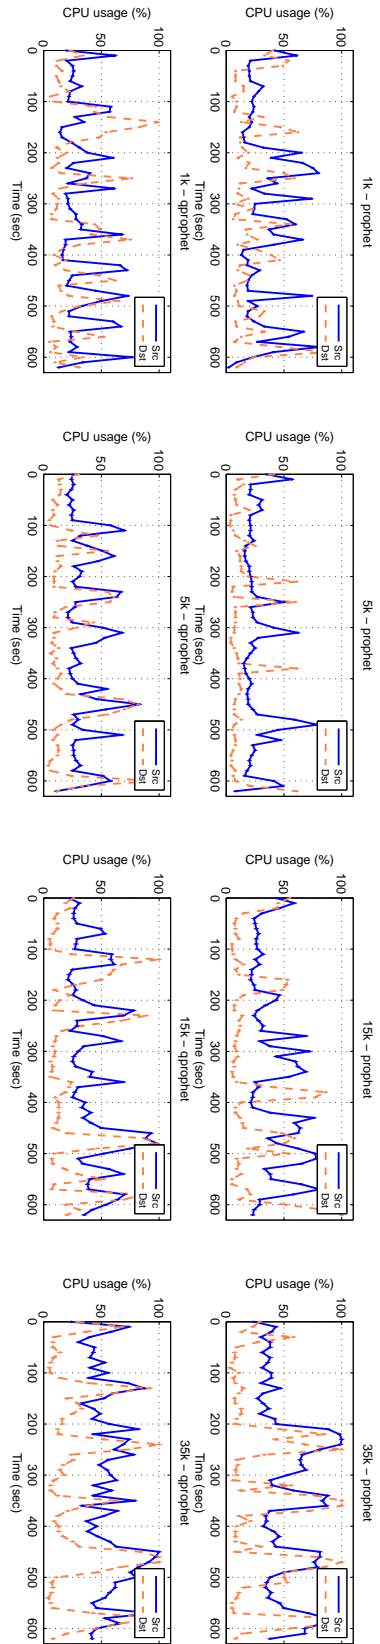 1k − prophet
CPU usage (%)
100
50
0
Src
Dst
0 100 200 300 400 500 600
Time (sec)
5k − prophet
CPU usage (%)
100
50
0
Src
Dst
0 100 200 300 400 500 600
Time (sec)
15k − prophet
CPU usage (%)
100
50
0
Src
Dst
0 100 200 300 400 500 600
Time (sec)
35k − prophet
CPU usage (%)
100
50
0
Src
Dst
0 100 200 300 400 500 600
Time (sec)
1k − qprophet
CPU usage (%)
100
50
0
Src
Dst
0 100 200 300 400 500 600
Time (sec)
5k − qprophet
CPU usage (%)
100
50
0
Src
Dst
0 100 200 300 400 500 600
Time (sec)
15k − qprophet
CPU usage (%)
100
50
0
Src
Dst
0 100 200 300 400 500 600
Time (sec)
35k − qprophet
CPU usage (%)
100
50
0
Src
Dst
0 100 200 300 400 500 600
Time (sec)